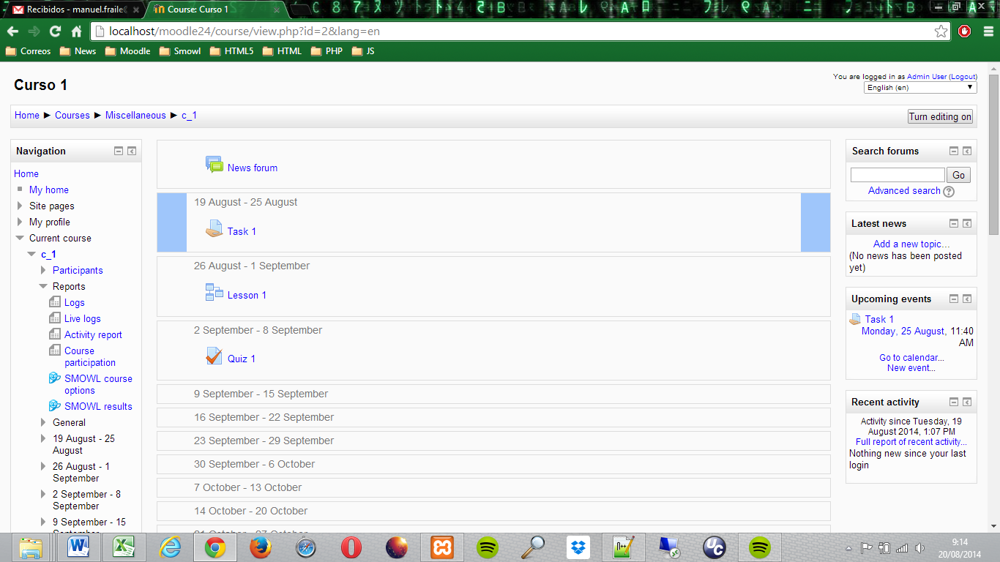 Recibidos - manuel.fraile@
Course: Curso 1
localhost/moodle24/course/view.php?id=2&lang=en
Correos
News
Moodle
Smowl
HTML5
HTML
PHP
JS
Curso 1
You are logged in as Admin User (Logout)
English (en)
Home ► Courses ► Miscellaneous ► c_1
Turn editing on
Navigation
Home
My home
Site pages
My profile
Current course
c_1
Participants
Reports
Logs
Live logs
Activity report
Course
participation
SMOWL course
options
SMOWL results
General
19 August - 25
August
26 August - 1
September
2 September - 8
September
9 September - 15
September
News forum
19 August - 25 August
Task 1
26 August - 1 September
Lesson 1
2 September - 8 September
Quiz 1
9 September - 15 September
16 September - 22 September
23 September - 29 September
30 September - 6 October
7 October - 13 October
14 October - 20 October
21 October - 27 October
Search forums
Go
Advanced search
Latest news
Add a new topic...
(No news has been posted
yet)
Upcoming events
Task 1
Monday, 25 August, 11:40
AM
Go to calendar...
New event...
Recent activity
Activity since Tuesday, 19
August 2014, 1:07 PM
Full report of recent activity...
Nothing new since your last
login
9:14
20/08/2014